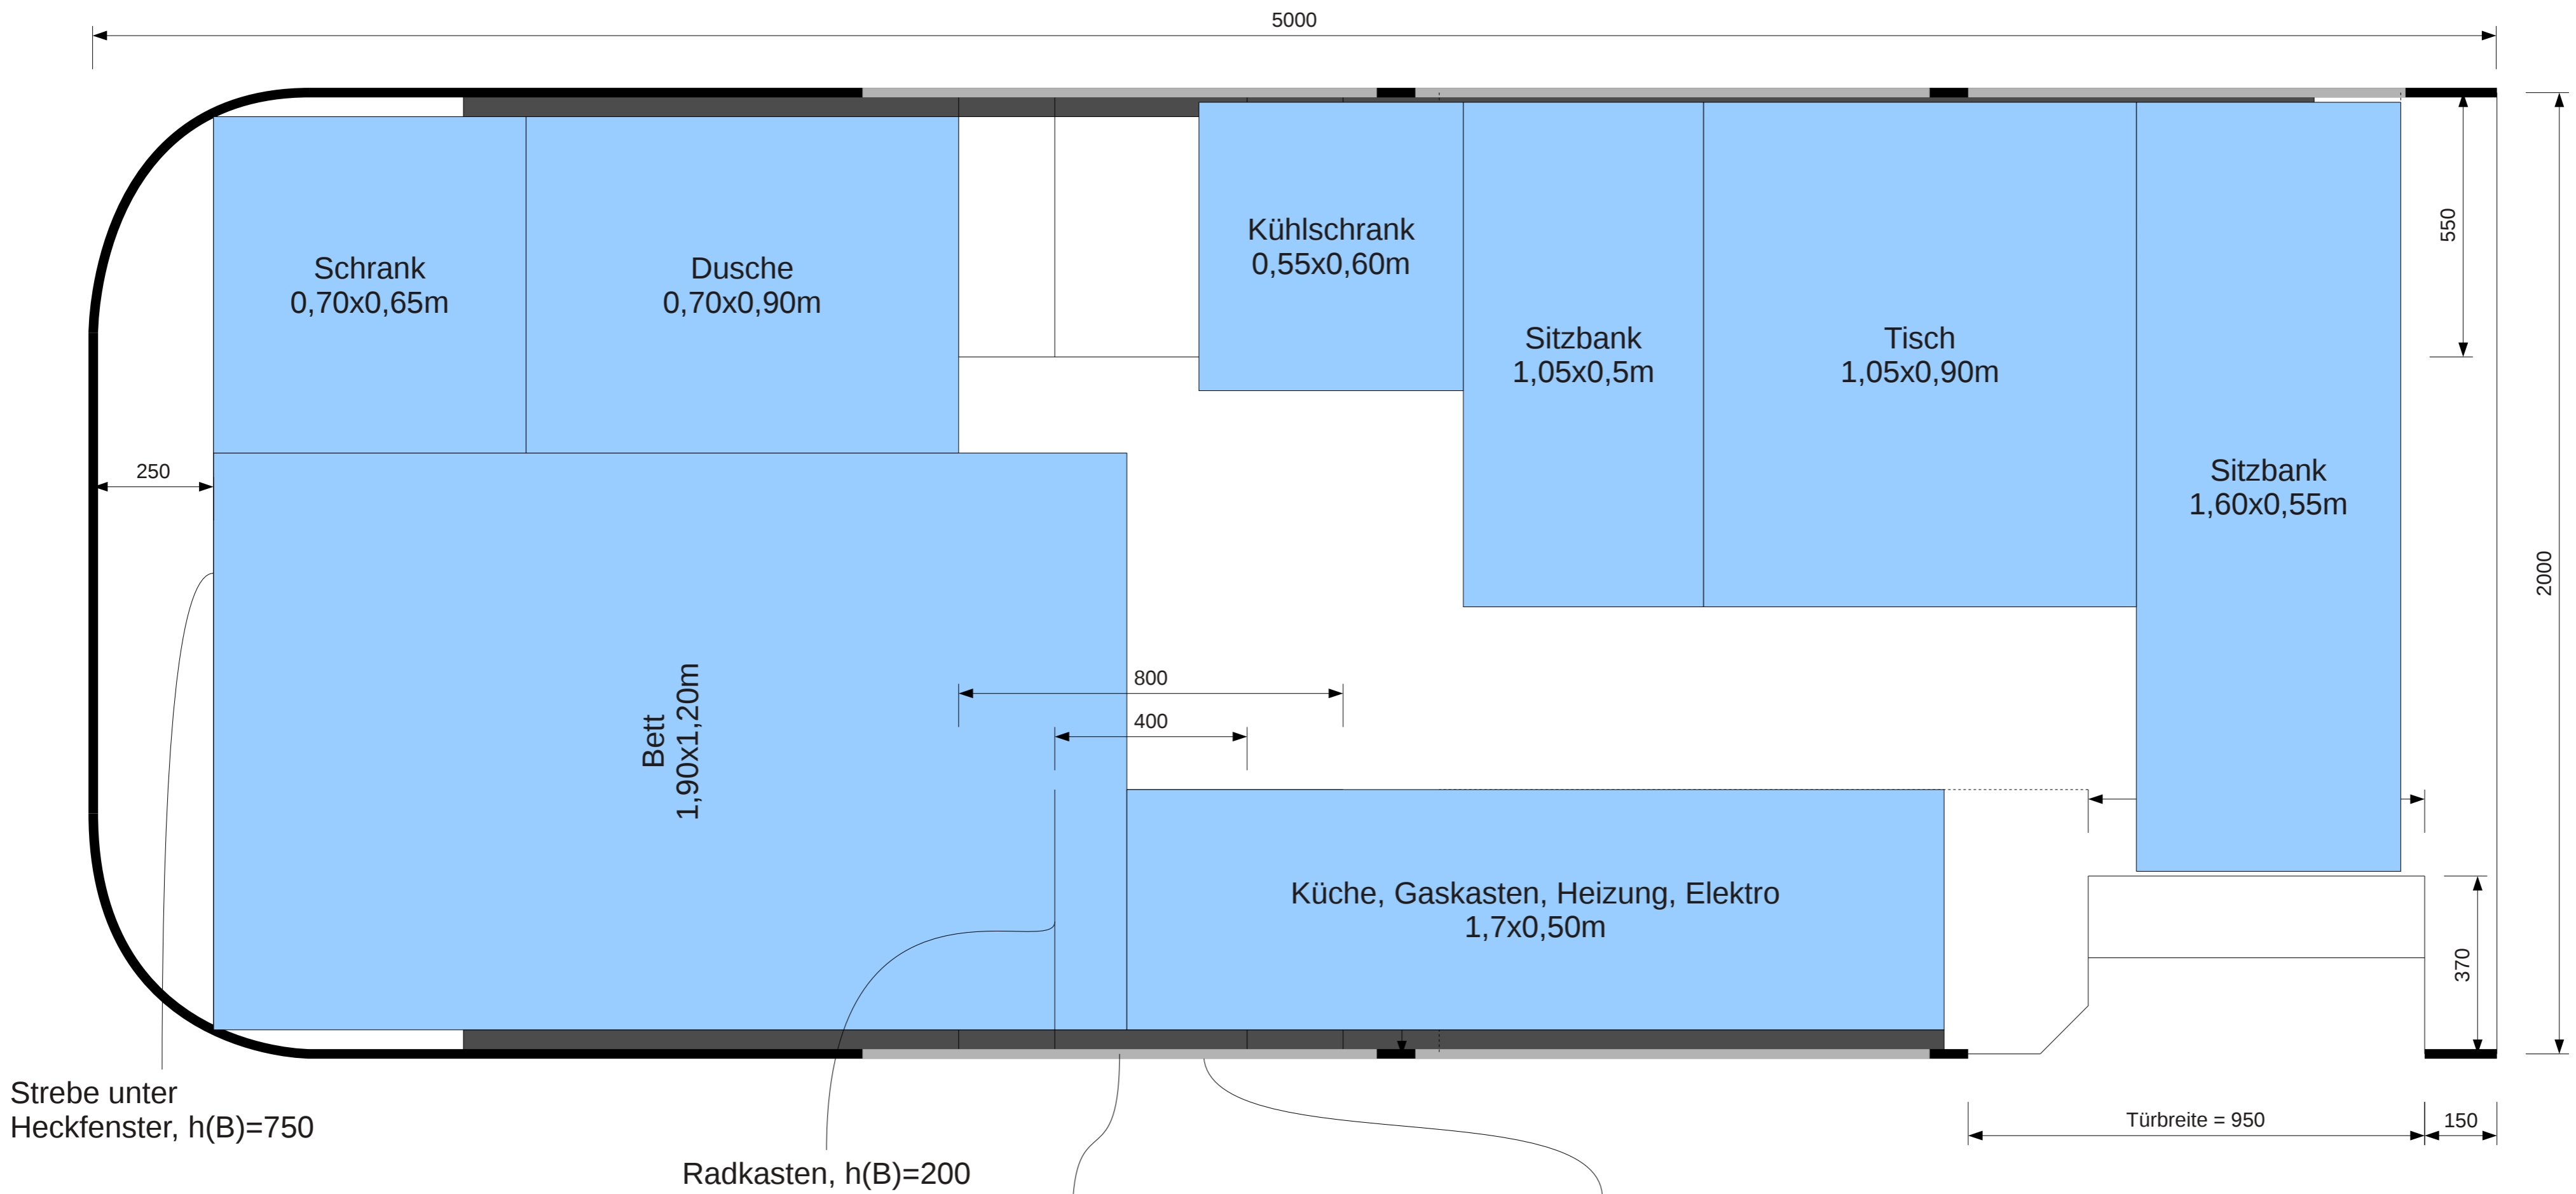 5000
Schrank
0,70x0,65m
Dusche
0,70x0,90m
Kühlschrank
0,55x0,60m
Sitzbank
1,05x0,5m
Tisch
1,05x0,90m
Sitzbank
1,60x0,55m
550
2000
250
Bett
1,90x1,20m
800
400
Küche, Gaskasten, Heizung, Elektro
1,7x0,50m
370
Strebe unter
Heckfenster, h(B)=750
Radkasten, h(B)=200
Türbreite = 950
150